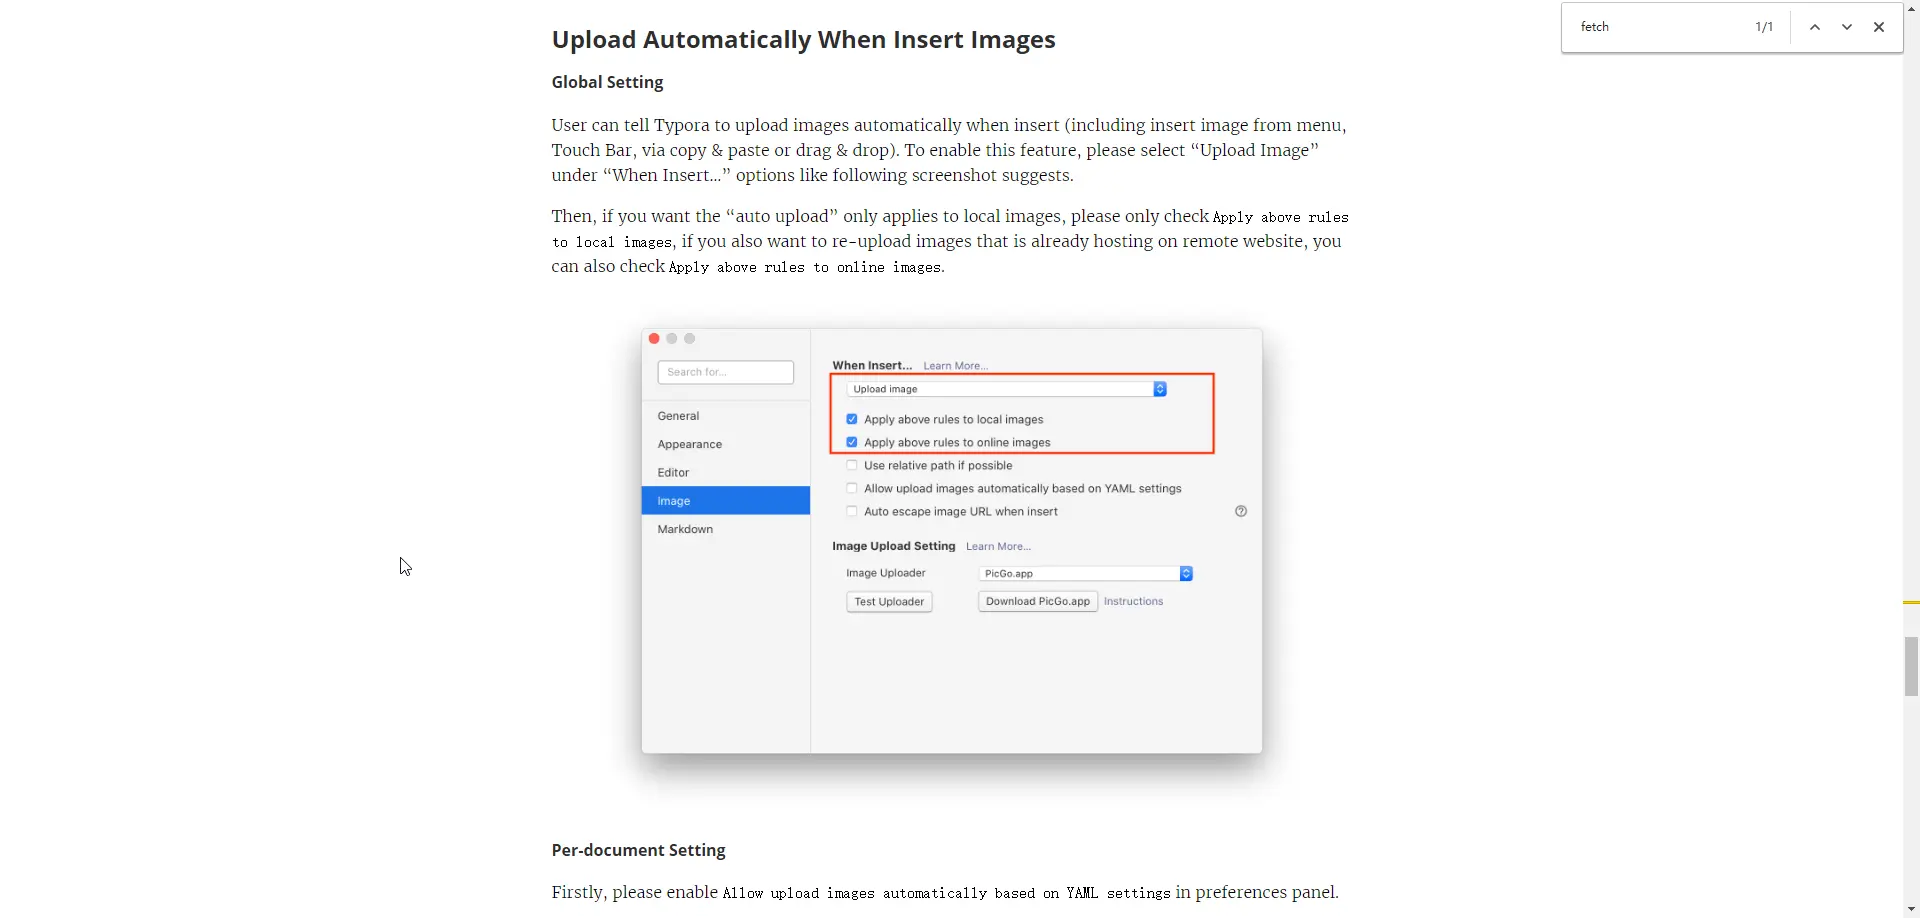 fetch 1/1
Upload Automatically When Insert Images
Global Setting
User can tell Typora to upload images automatically when insert (including insert image from menu,
Touch Bar, via copy & paste or drag & drop). To enable this feature, please select “Upload Image”
under “When Insert…” options like following screenshot suggests.
Then, if you want the “auto upload” only applies to local images, please only check Apply above rules
to local images, if you also want to re-upload images that is already hosting on remote website, you
can also check Apply above rules to online images.
Search for...
General
Appearance
Editor
Image
Markdown
When Insert... Learn More...
Upload image
Apply above rules to local images
Apply above rules to online images
Use relative path if possible
Allow upload images automatically based on YAML settings
Auto escape image URL when insert
Image Upload Setting Learn More...
Image Uploader PicGo.app
Test Uploader Download PicGo.app Instructions
Per-document Setting
Firstly, please enable Allow upload images automatically based on YAML settings in preferences panel.